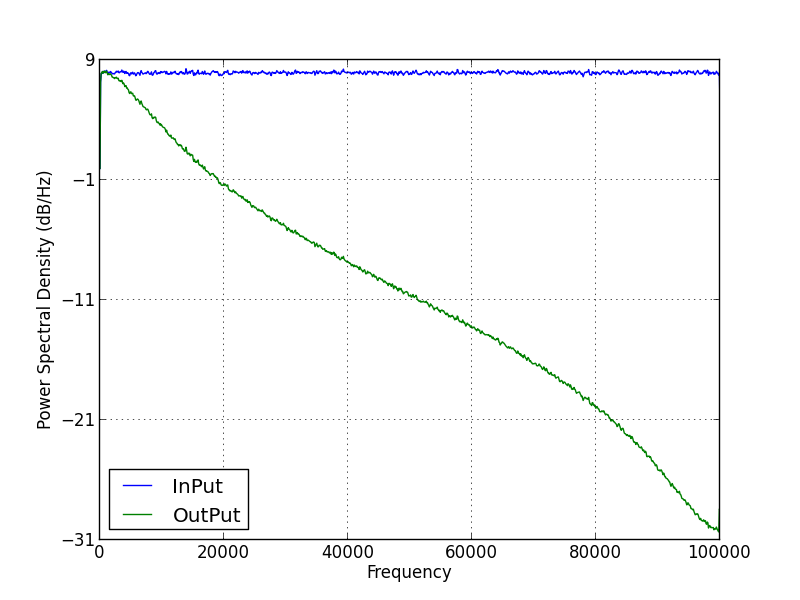 9
−1
−11
−21
−31
Power Spectral Density (dB/Hz)
InPut
OutPut
0
20000
40000
60000
80000
100000
Frequency